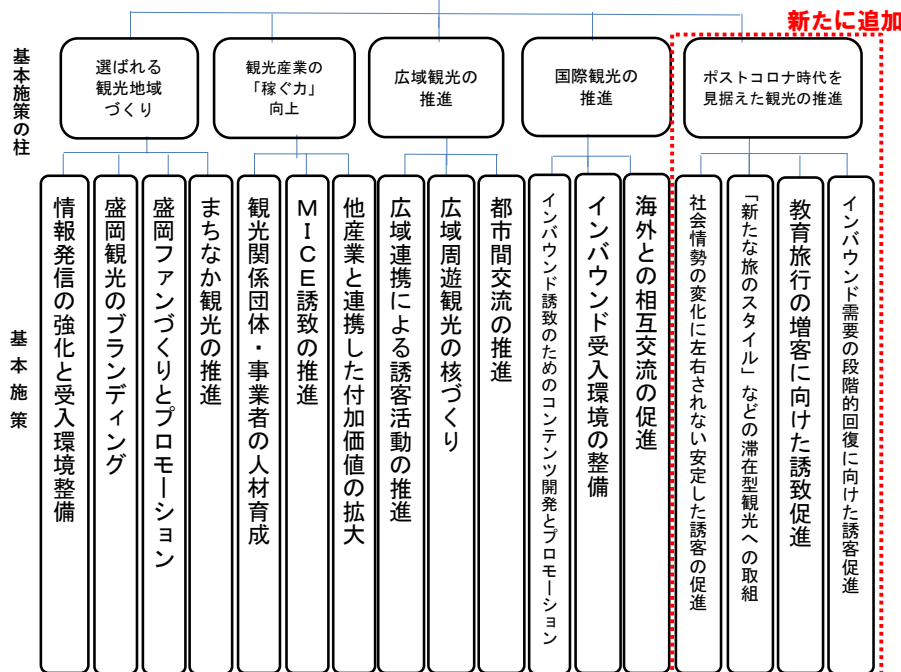 新たに追加
基本施策の柱
選ばれる
観光地域
づくり
観光産業の
「稼ぐ力」
向上
広域観光の
推進
国際観光の
推進
ポストコロナ時代を
見据えた観光の推進
基本施策
情報発信の強化と受入環境整備
盛岡観光のブランディング
盛岡ファンづくりとプロモーション
まちなか観光の推進
観光関係団体・事業者の人材育成
ＭＩＣＥ誘致の推進
他産業と連携した付加価値の拡大
広域連携による誘客活動の推進
広域周遊観光の核づくり
都市間交流の推進
インバウンド誘致のためのコンテンツ開発とプロモーション
インバウンド受入環境の整備
海外との相互交流の促進
社会情勢の変化に左右されない安定した誘客の促進
「新たな旅のスタイル」などの滞在型観光への取組
教育旅行の増客に向けた誘致促進
インバウンド需要の段階的回復に向けた誘客促進